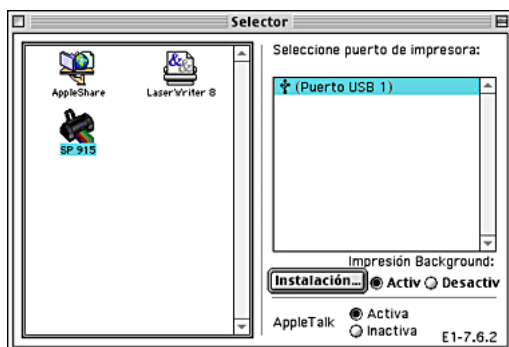 Selector
AppleShare
LaserWriter 8
SP 915
Seleccione puerto de impresora:
(Puerto USB 1)
Impresión Background:
Instalación...
Activ
Desactiv
AppleTalk
Activa
Inactiva
E1-7.6.2